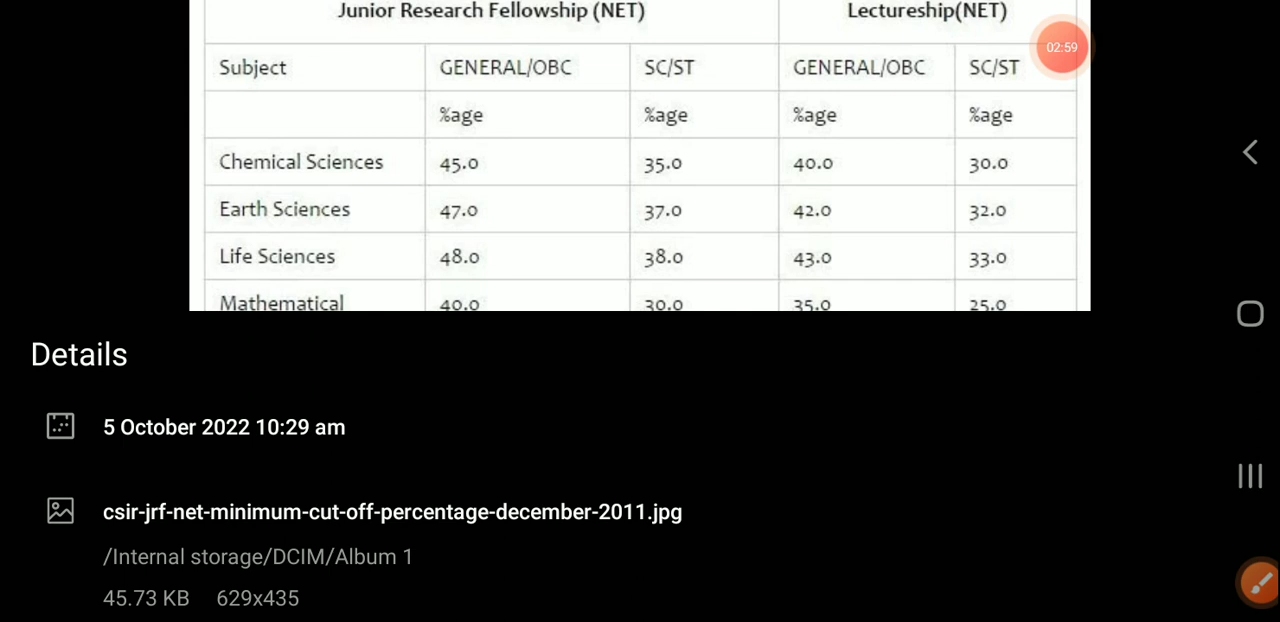 Junior Research Fellowship (NET) Lectureship(NET)
02:59
Subject GENERAL/OBC SC/ST GENERAL/OBC SC/ST
%age %age %age %age
Chemical Sciences 45.0 35.0 40.0 30.0
Earth Sciences 47.0 37.0 42.0 32.0
Life Sciences 48.0 38.0 43.0 33.0
Mathematical 40.0 30.0 35.0 25.0
Details
5 October 2022 10:29 am
csir-jrf-net-minimum-cut-off-percentage-december-2011.jpg
/Internal storage/DCIM/Album 1
45.73 KB 629x435